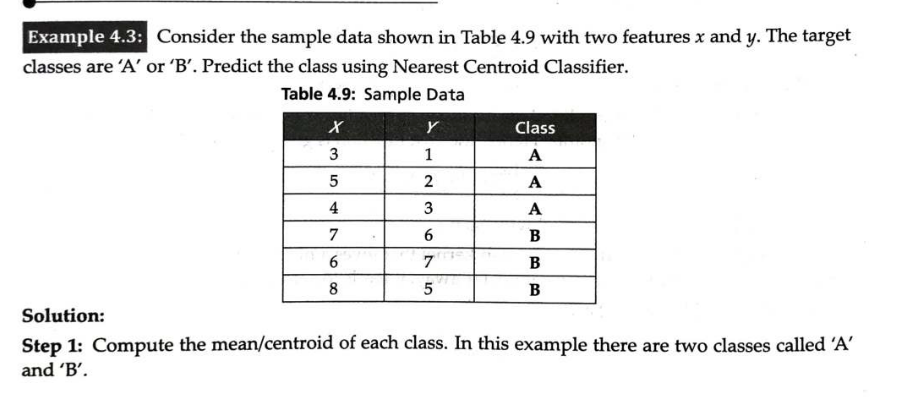 Example 4.3: Consider the sample data shown in Table 4.9 with two features x and y. The target
classes are 'A' or 'B'. Predict the class using Nearest Centroid Classifier.
Table 4.9: Sample Data
X Y Class
3 1 A
5 2 A
4 3 A
7 6 B
6 7 B
8 5 B
Solution:
Step 1: Compute the mean/centroid of each class. In this example there are two classes called 'A'
and 'B'.